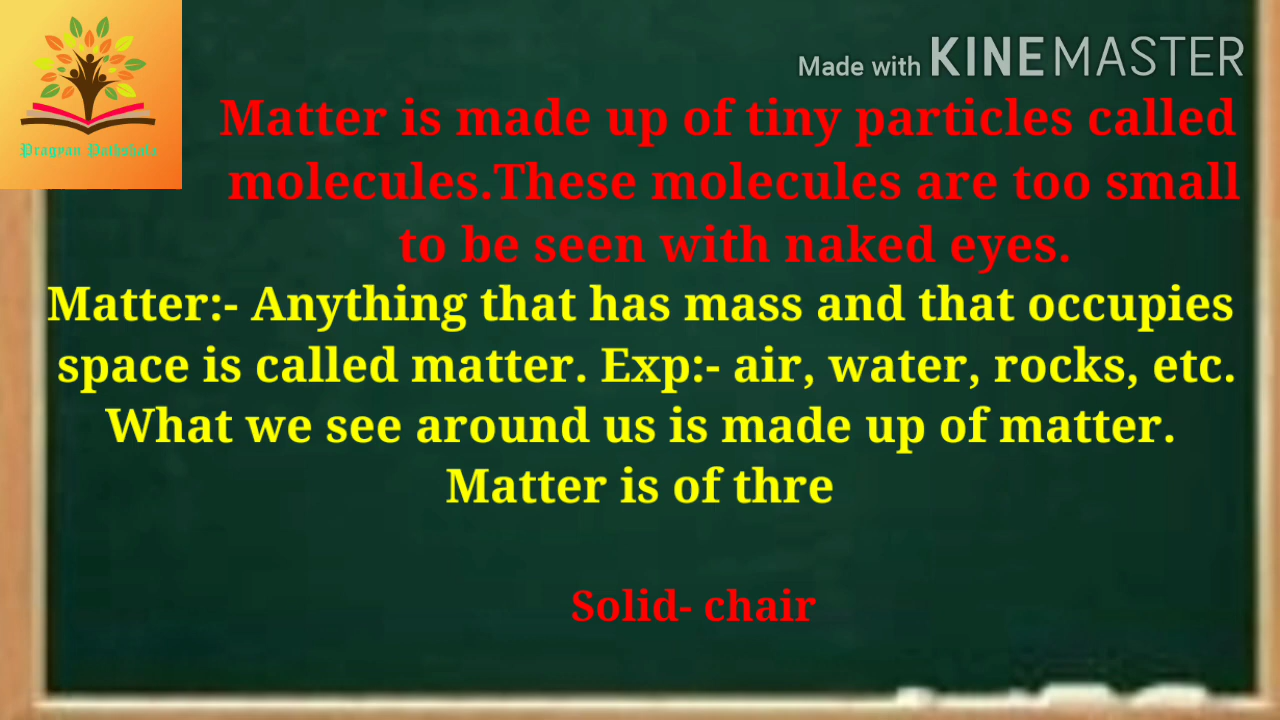 Made with KINEMASTER
Pragyan Pathshala
Matter is made up of tiny particles called
molecules.These molecules are too small
to be seen with naked eyes.
Matter:- Anything that has mass and that occupies
space is called matter. Exp:- air, water, rocks, etc.
What we see around us is made up of matter.
Matter is of thre
Solid- chair